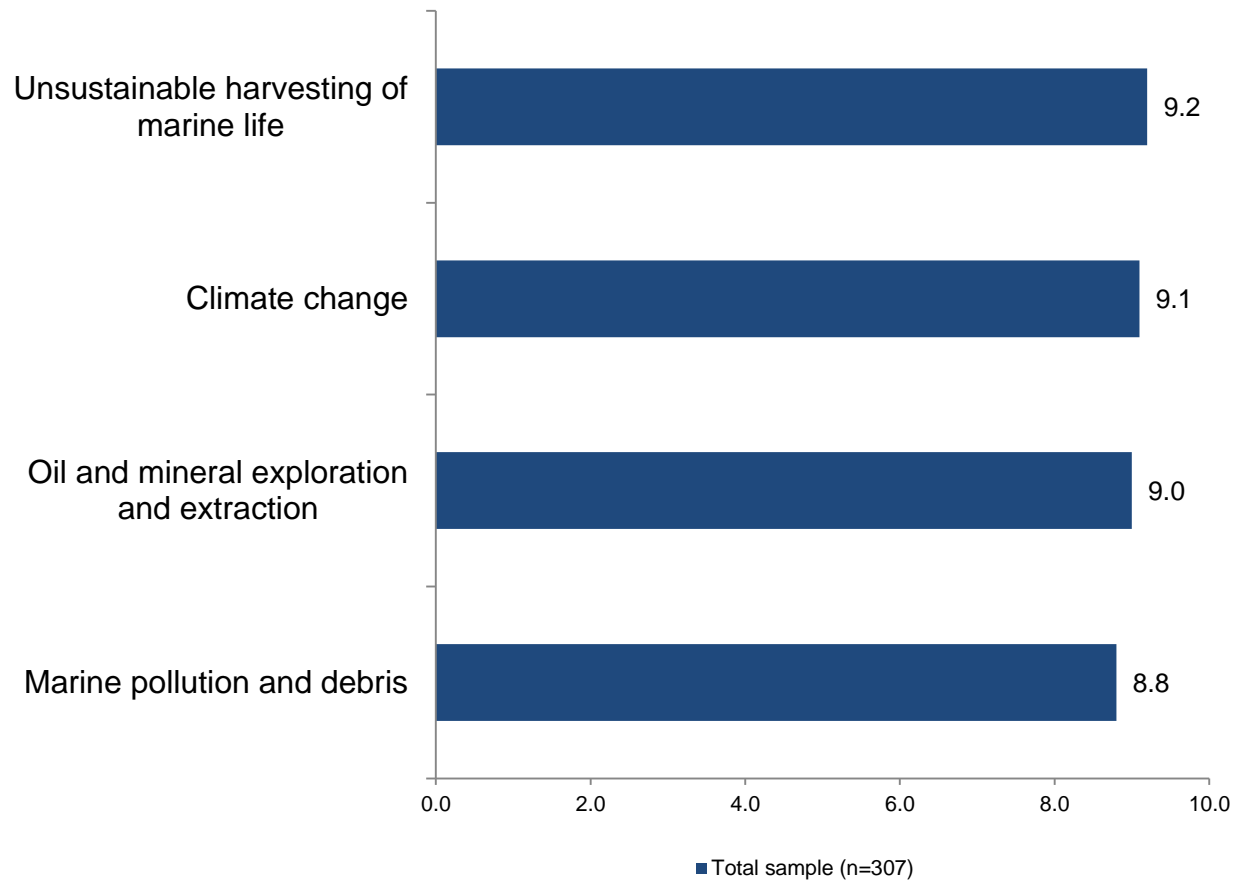 Unsustainable harvesting of
marine life
9.2
Climate change
9.1
Oil and mineral exploration
and extraction
9.0
Marine pollution and debris
8.8
0.0 2.0 4.0 6.0 8.0 10.0
Total sample (n=307)